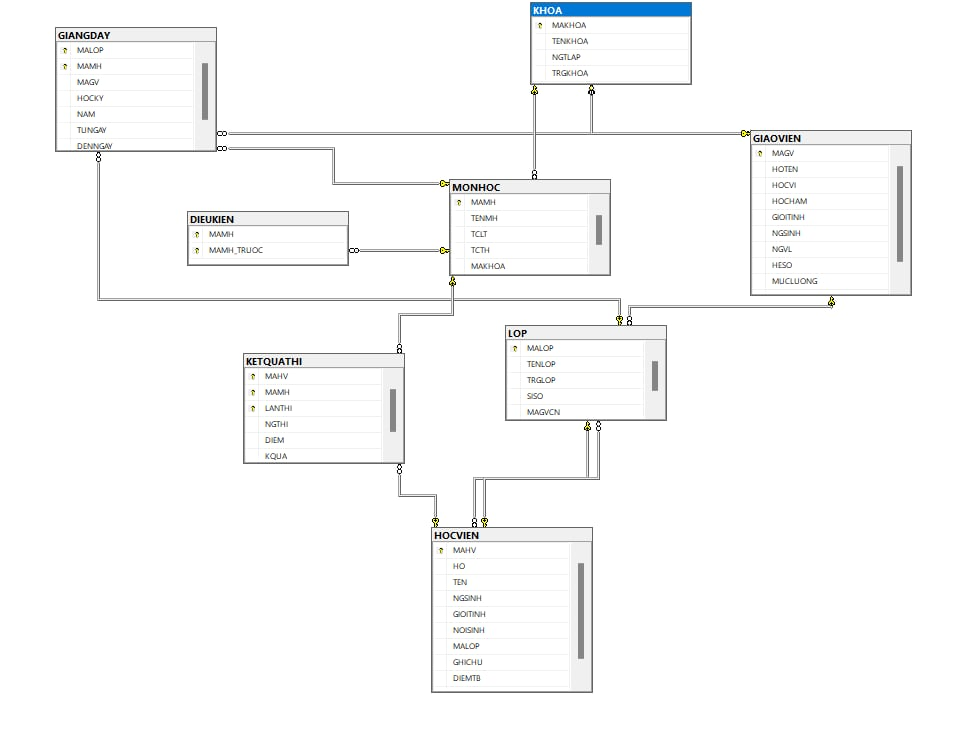 KHOA
MAKHOA
TENKHOA
NGTLAP
TRGKHOA
GIANGDAY
MALOP
MAMH
MAGV
HOCKY
NAM
TUNGAY
DENNGAY
GIAOVIEN
MAGV
HOTEN
HOCVI
HOCHAM
GIOITINH
NGSINH
NGVL
HESO
MUCLUONG
MONHOC
MAMH
TENMH
TCLT
TCTH
MAKHOA
DIEUKIEN
MAMH
MAMH_TRUOC
LOP
MALOP
TENLOP
TRGLOP
SISO
MAGVCN
KETQUATHI
MAHV
MAMH
LANTHI
NGTHI
DIEM
KQUA
HOCVIEN
MAHV
HO
TEN
NGSINH
GIOITINH
NOISINH
MALOP
GHICHU
DIEMTB